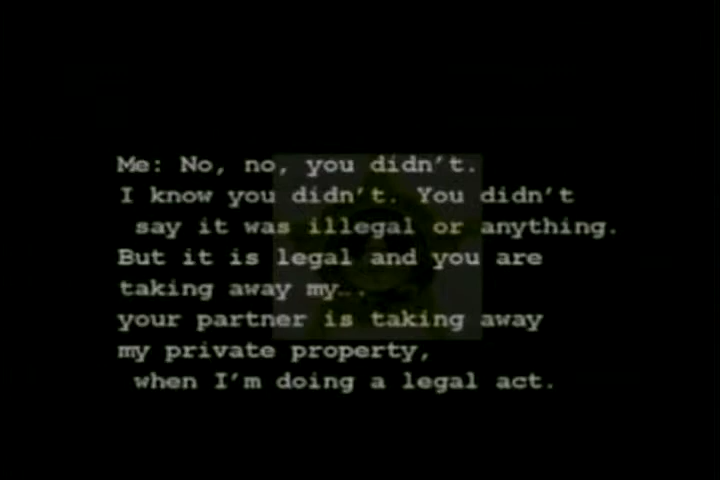 Me: No, no, you didn't.
I know you didn't. You didn't
say it was illegal or anything.
But it is legal and you are
taking away my...
your partner is taking away
my private property,
when I'm doing a legal act.